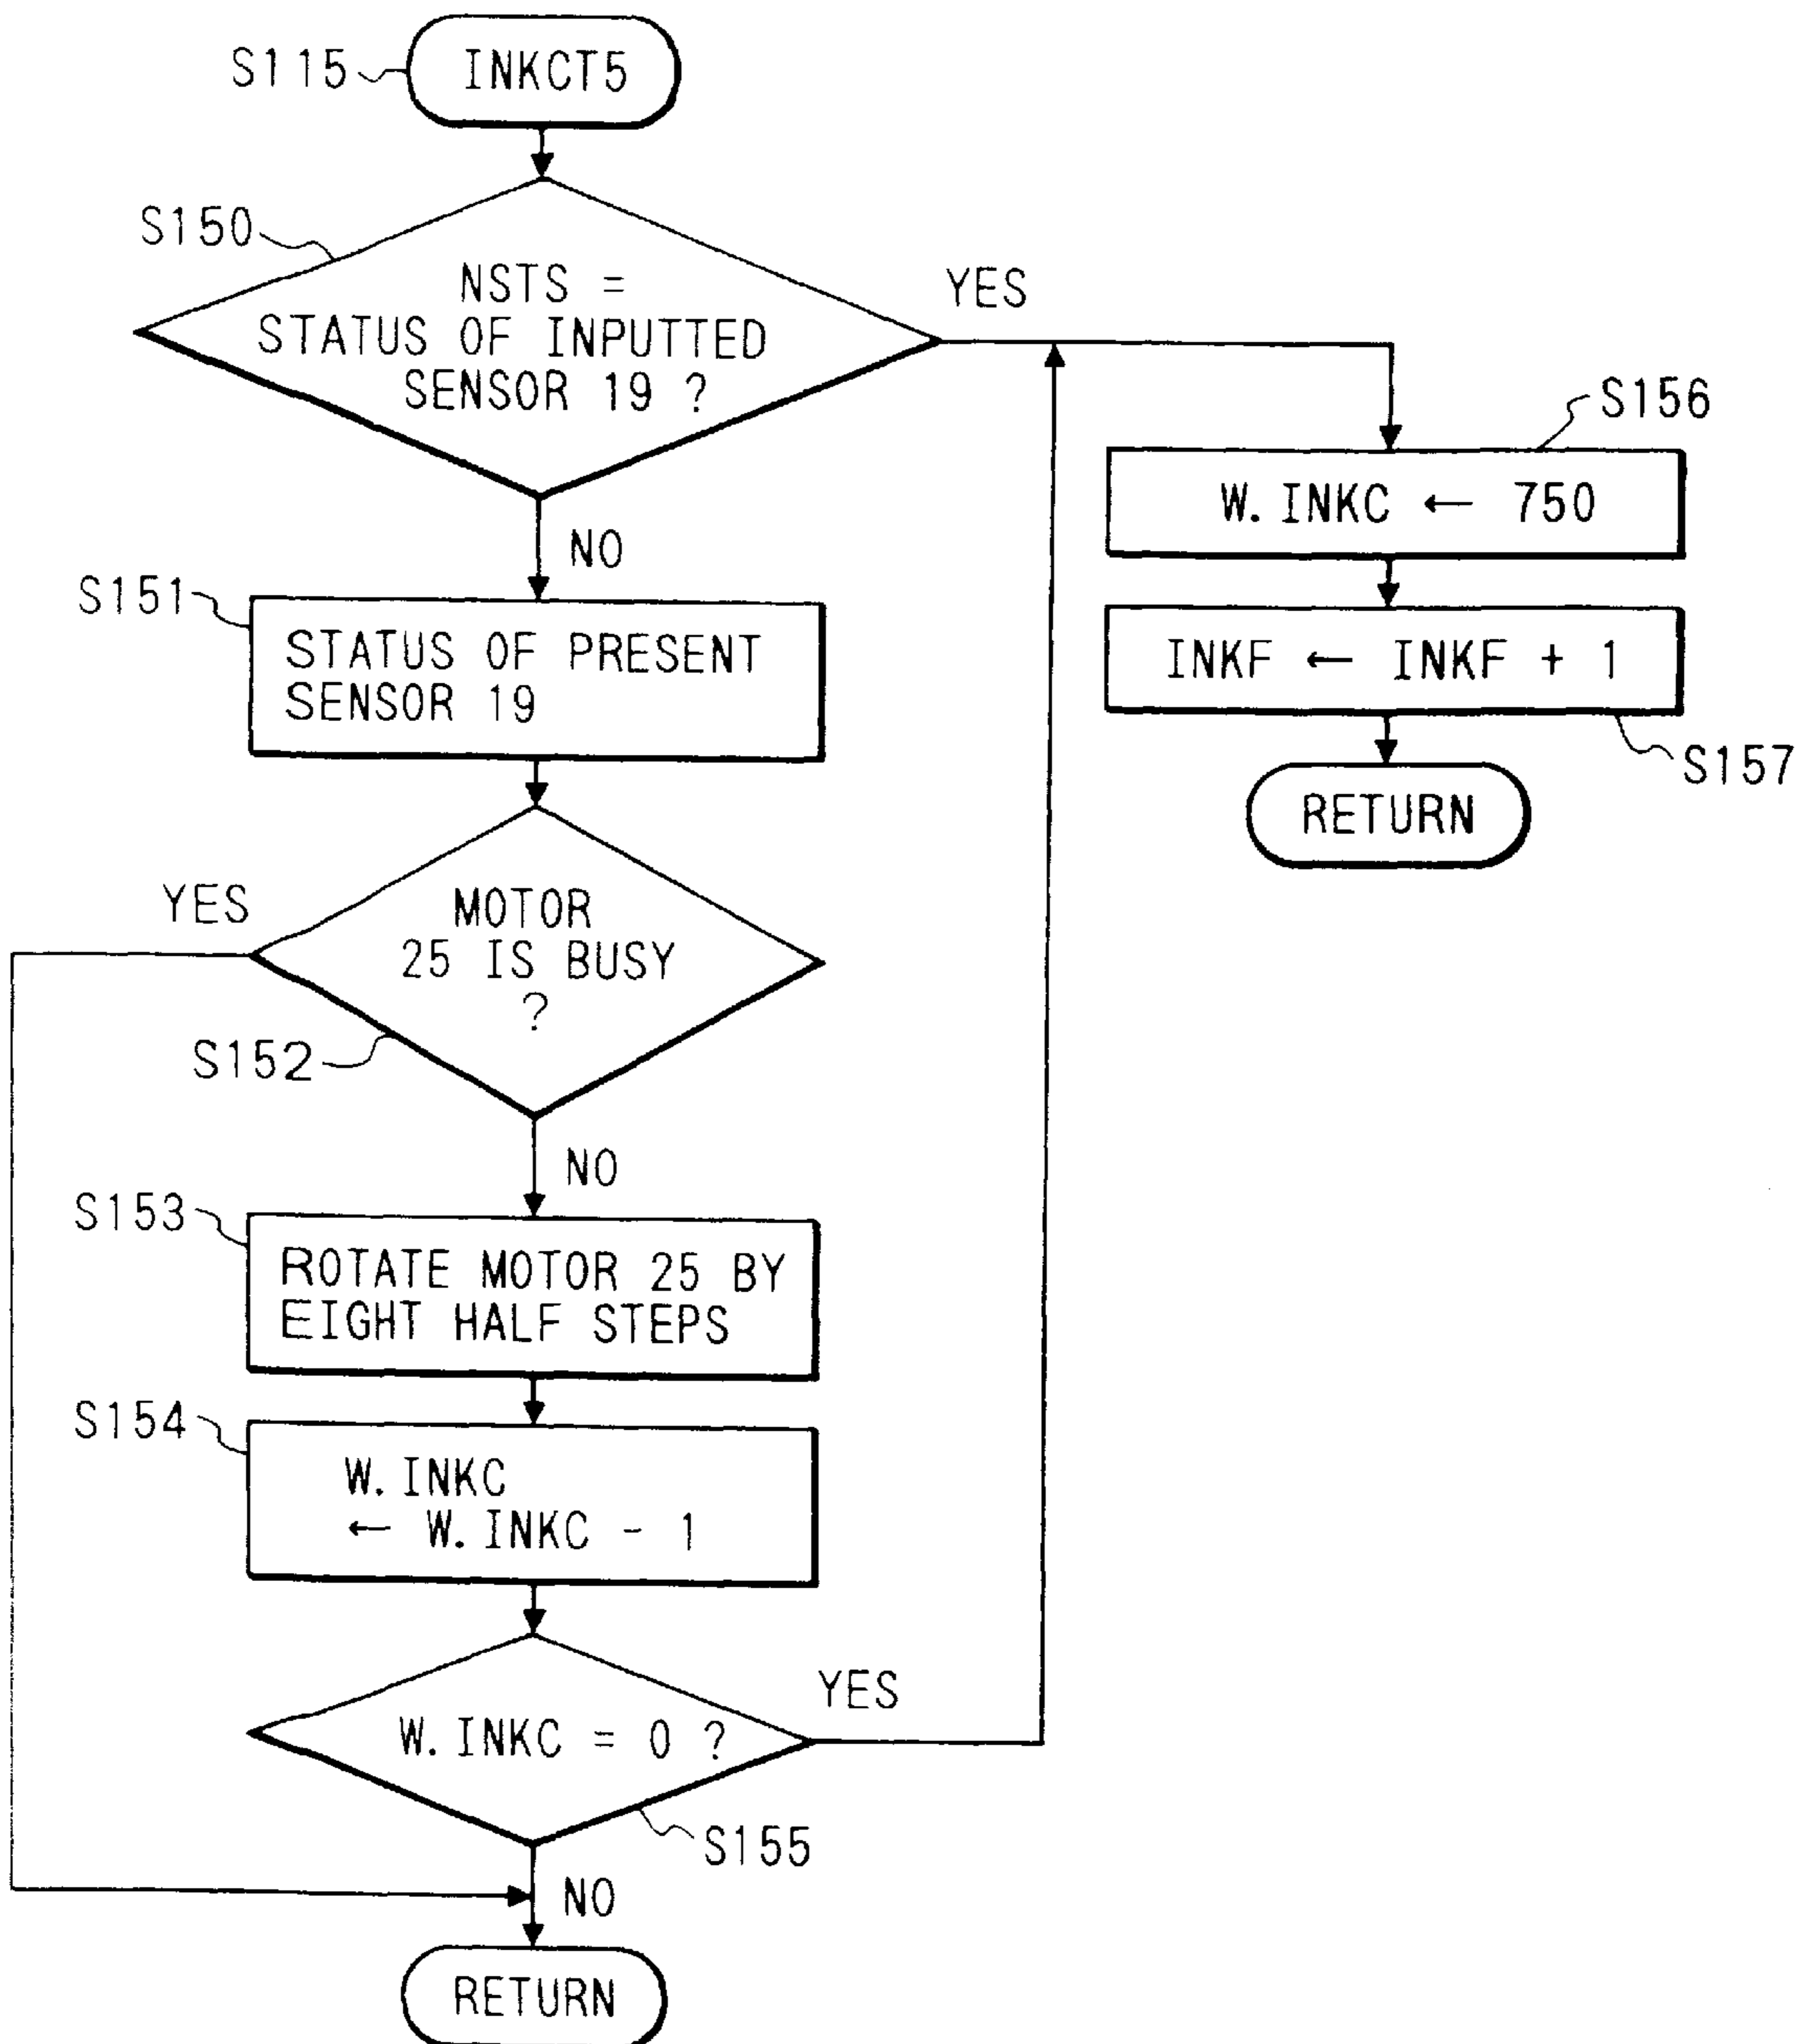 S115
INKCT5
S150
NSTS =
STATUS OF INPUTTED
SENSOR 19 ?
YES
NO
S156
W.INKC ← 750
INKF ← INKF + 1
S157
RETURN
S151
STATUS OF PRESENT
SENSOR 19
MOTOR
25 IS BUSY
?
YES
S152
NO
S153
ROTATE MOTOR 25 BY
EIGHT HALF STEPS
S154
W.INKC
← W.INKC - 1
W.INKC = 0 ?
YES
S155
NO
RETURN